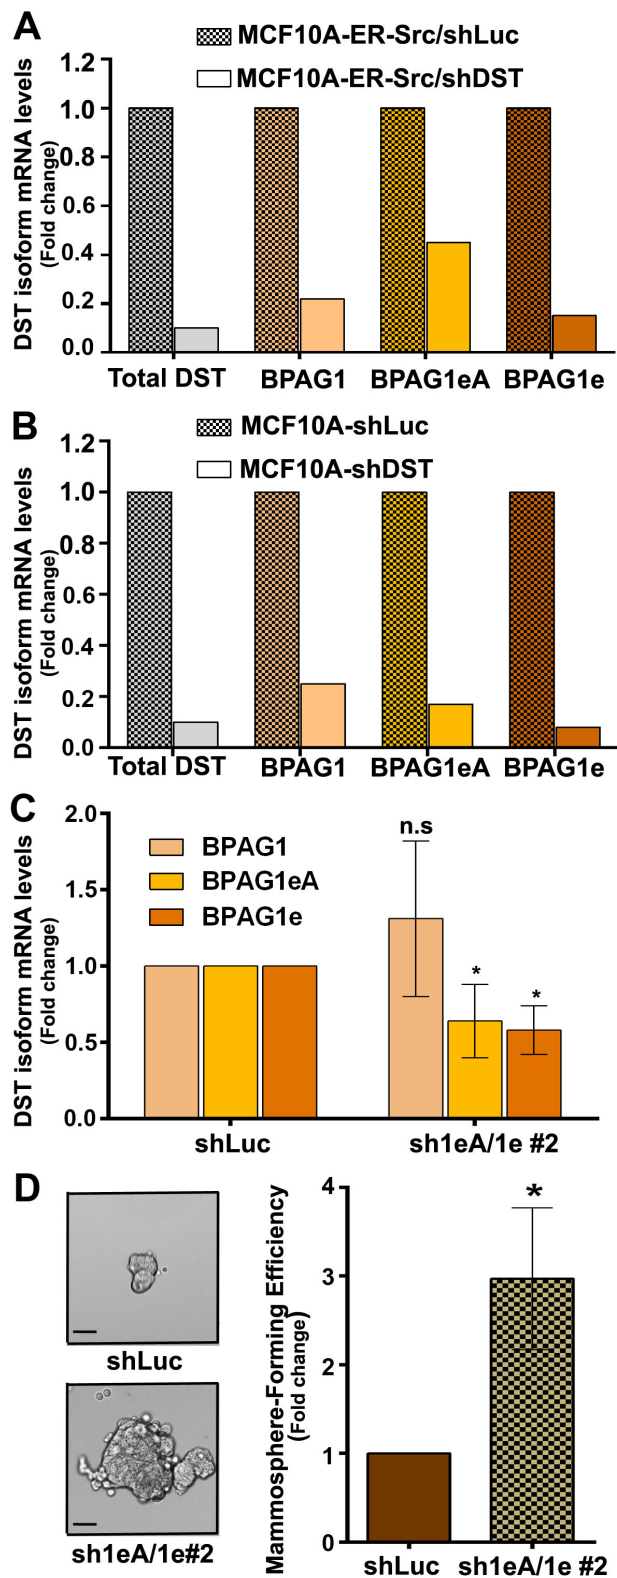 A
MCF10A-ER-Src/shLuc
MCF10A-ER-Src/shDST
DST isoform mRNA levels
(Fold change)
1.2
1.0
0.8
0.6
0.4
0.2
0.0
Total DST BPAG1 BPAG1eA BPAG1e
B
MCF10A-shLuc
MCF10A-shDST
DST isoform mRNA levels
(Fold change)
1.2
1.0
0.8
0.6
0.4
0.2
0.0
Total DST BPAG1 BPAG1eA BPAG1e
C
DST isoform mRNA levels
(Fold change)
2.0
1.5
1.0
0.5
0.0
BPAG1
BPAG1eA
BPAG1e
n.s
*
*
shLuc sh1eA/1e #2
D
shLuc
sh1eA/1e#2
Mammosphere-Forming Efficiency
(Fold change)
4
3
2
1
0
*
shLuc sh1eA/1e #2